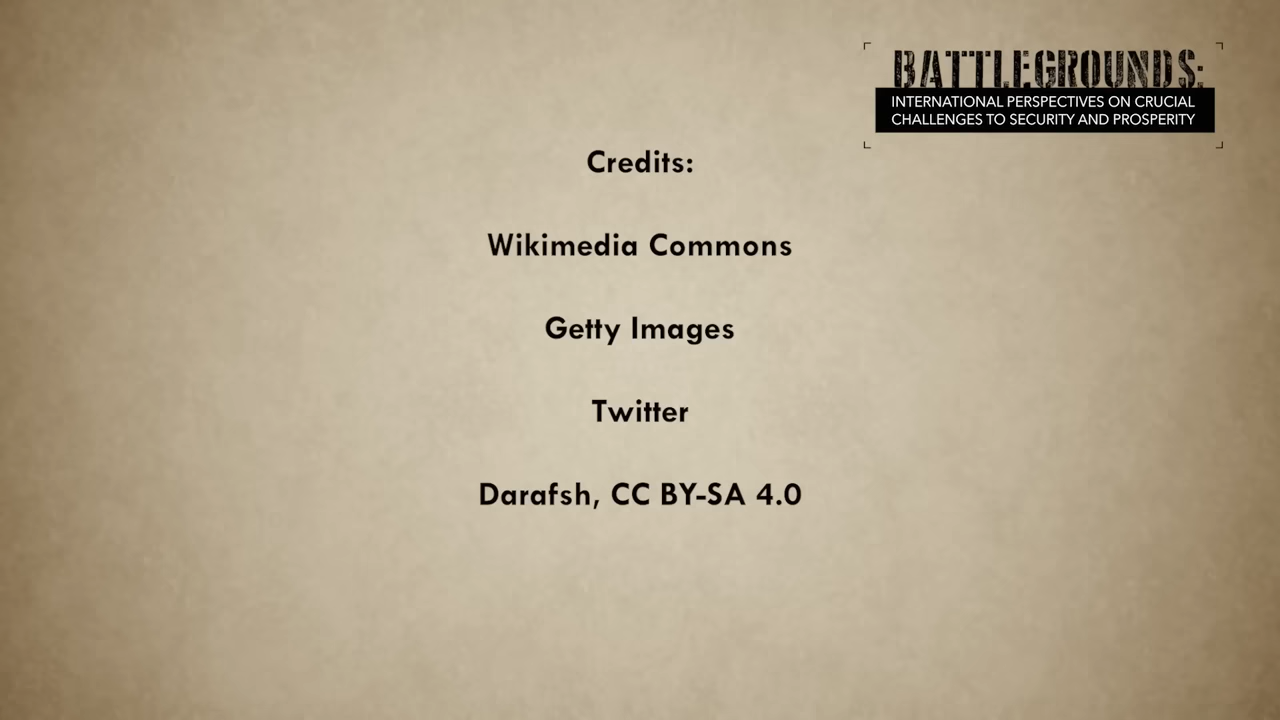 BATTLEGROUNDS:
INTERNATIONAL PERSPECTIVES ON CRUCIAL
CHALLENGES TO SECURITY AND PROSPERITY
Credits:
Wikimedia Commons
Getty Images
Twitter
Darafsh, CC BY-SA 4.0